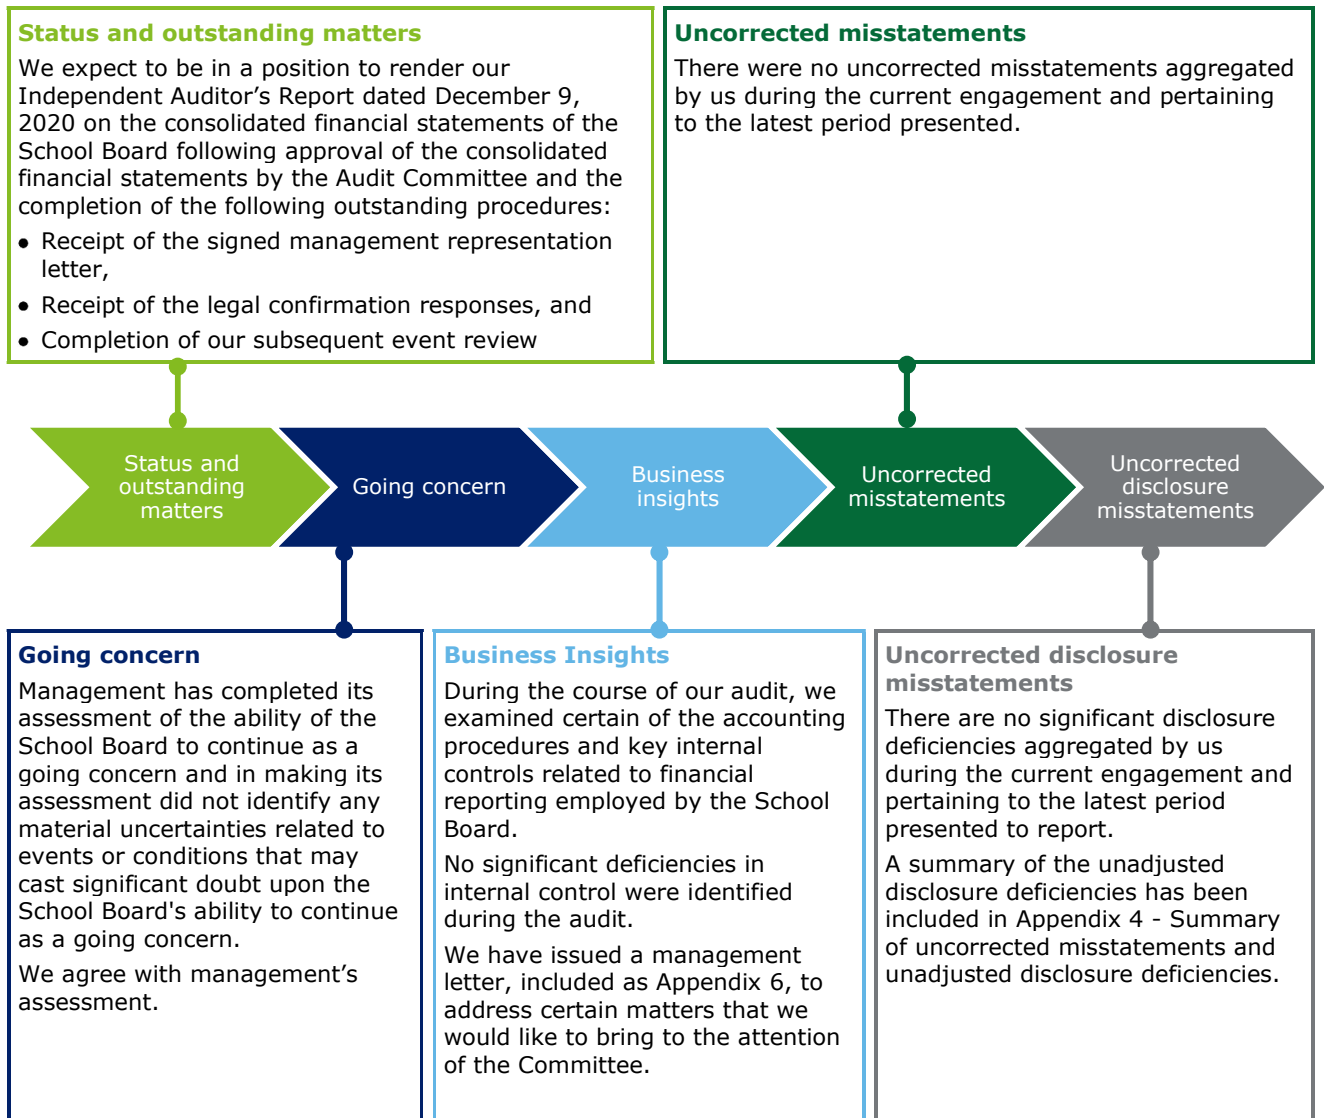 Status and outstanding matters
We expect to be in a position to render our
Independent Auditor’s Report dated December 9,
2020 on the consolidated financial statements of the
School Board following approval of the consolidated
financial statements by the Audit Committee and the
completion of the following outstanding procedures:
• Receipt of the signed management representation
letter,
• Receipt of the legal confirmation responses, and
• Completion of our subsequent event review
Uncorrected misstatements
There were no uncorrected misstatements aggregated
by us during the current engagement and pertaining
to the latest period presented.
Status and
outstanding
matters
Going concern
Business
insights
Uncorrected
misstatements
Uncorrected
disclosure
misstatements
Going concern
Management has completed its
assessment of the ability of the
School Board to continue as a
going concern and in making its
assessment did not identify any
material uncertainties related to
events or conditions that may
cast significant doubt upon the
School Board's ability to continue
as a going concern.
We agree with management’s
assessment.
Business Insights
During the course of our audit, we
examined certain of the accounting
procedures and key internal
controls related to financial
reporting employed by the School
Board.
No significant deficiencies in
internal control were identified
during the audit.
We have issued a management
letter, included as Appendix 6, to
address certain matters that we
would like to bring to the attention
of the Committee.
Uncorrected disclosure
misstatements
There are no significant disclosure
deficiencies aggregated by us
during the current engagement and
pertaining to the latest period
presented to report.
A summary of the unadjusted
disclosure deficiencies has been
included in Appendix 4 - Summary
of uncorrected misstatements and
unadjusted disclosure deficiencies.